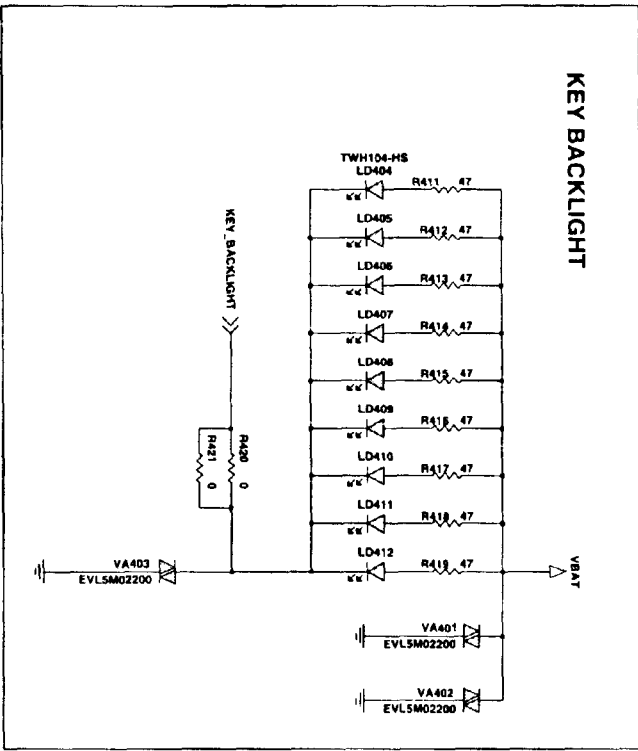 KEY BACKLIGHT
TWH104-HS
LD404
R411 47
LD405
R412 47
LD406
R413 47
LD407
R414 47
LD408
R415 47
LD409
R416 47
LD410
R417 47
LD411
R418 47
LD412
R419 47
VBAT
KEY_BACKLIGHT
R420 0
R421 0
VA403
EVL5M02200
VA401
EVL5M02200
VA402
EVL5M02200